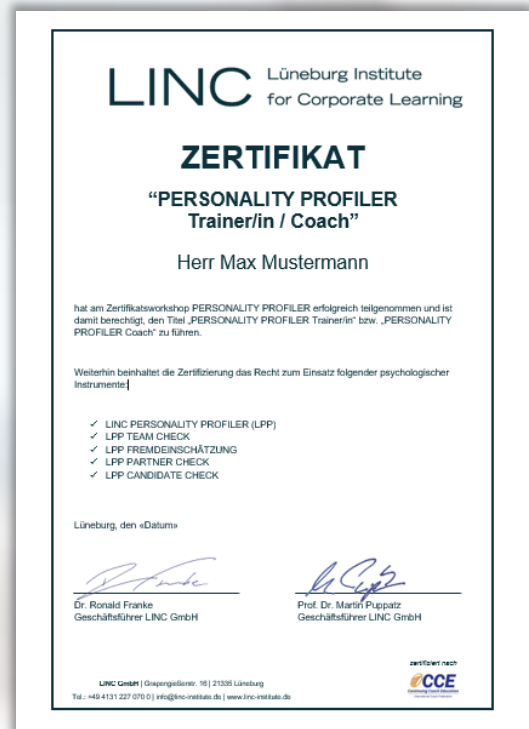 LINC
Lüneburg Institute
for Corporate Learning
ZERTIFIKAT
“PERSONALITY PROFILER
Trainer/in / Coach”
Herr Max Mustermann
hat am Zertifikatsworkshop PERSONALITY PROFILER erfolgreich teilgenommen und ist
damit berechtigt, den Titel „PERSONALITY PROFILER Trainer/in“ bzw. „PERSONALITY
PROFILER Coach“ zu führen.
Weiterhin beinhaltet die Zertifizierung das Recht zum Einsatz folgender psychologischer
Instrumente:
✓ LINC PERSONALITY PROFILER (LPP)
✓ LPP TEAM CHECK
✓ LPP FREMDEINSCHÄTZUNG
✓ LPP PARTNER CHECK
✓ LPP CANDIDATE CHECK
Lüneburg, den «Datum»
Dr. Ronald Franke
Geschäftsführer LINC GmbH
Prof. Dr. Martin Puppatz
Geschäftsführer LINC GmbH
zertifiziert nach
CCE
Continuing Coach Education
LINC GmbH | Grapengießerstr. 16 | 21335 Lüneburg
Tel.: +49 4131 227 070 0 | info@linc-institute.de | www.linc-institute.de